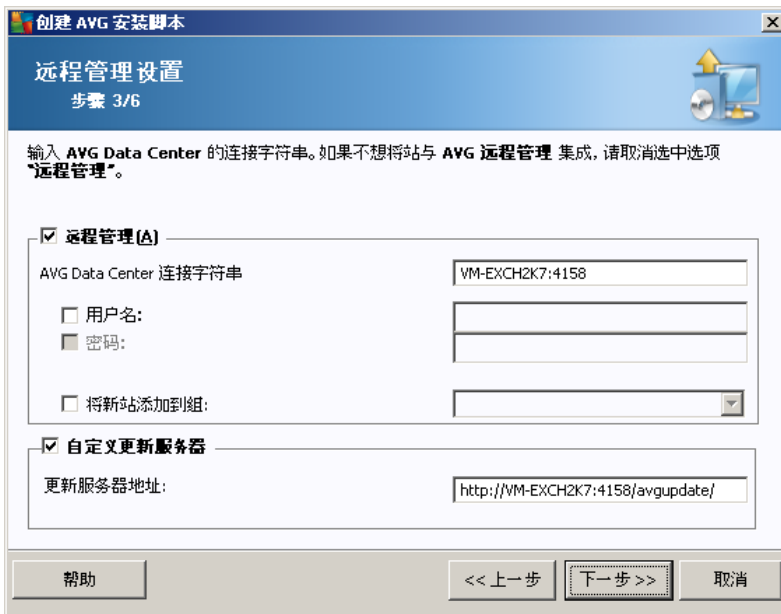 创建 AVG 安装脚本
远程管理设置
步骤 3/6
输入 AVG Data Center 的连接字符串。如果不想将站与 AVG 远程管理 集成, 请取消选中选项
"远程管理"。
远程管理(A)
AVG Data Center 连接字符串
VM-EXCH2K7:4158
用户名:
密码:
将新站添加到组:
自定义更新服务器
更新服务器地址:
http://VM-EXCH2K7:4158/avgupdate/
帮助
<< 上一步
下一步 >>
取消